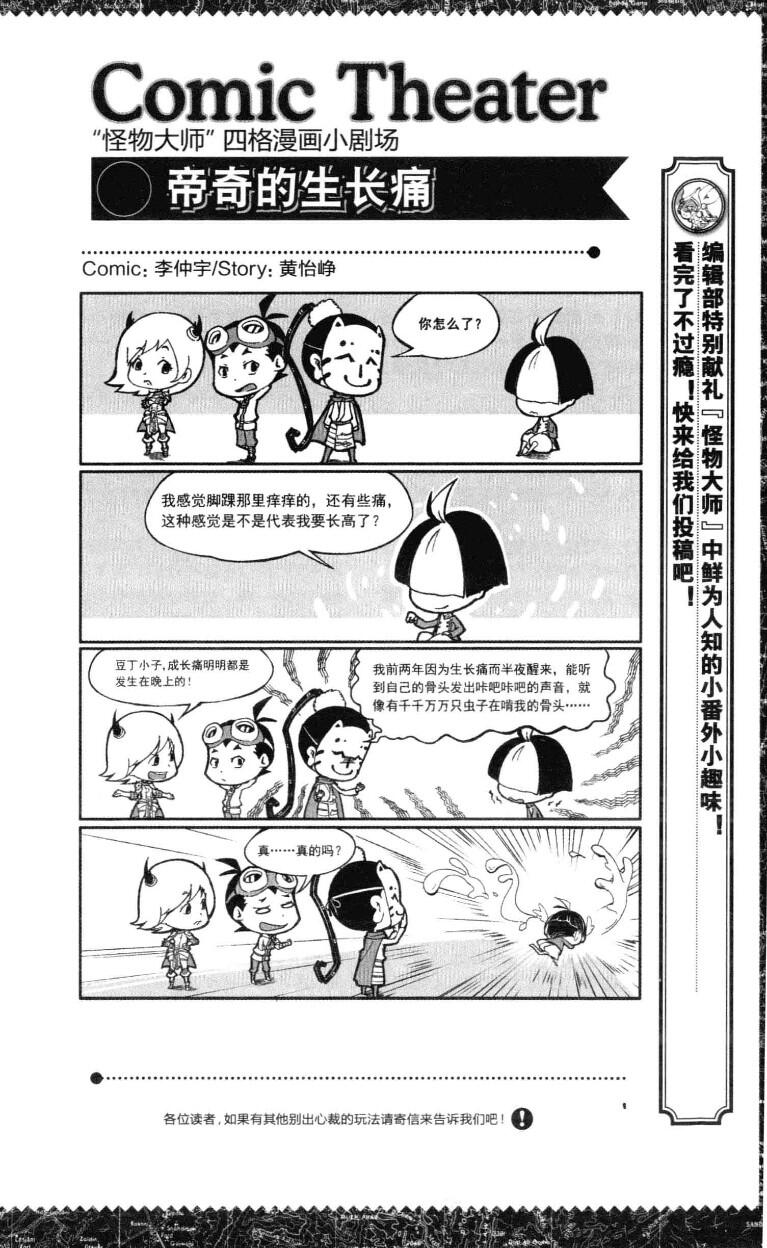 Comic Theater
“怪物大师”四格漫画小剧场
帝奇的生长痛
Comic：李仲宇/Story：黄怡峥
你怎么了？
我感觉脚踝那里痒痒的，还有些痛，
这种感觉是不是代表我要长高了？
豆丁小子，成长痛明明都是
发生在晚上的！
我前两年因为生长痛而半夜醒来，能听
到自己的骨头发出咔吧咔吧的声音，就
像有千千万万只虫子在啃我的骨头……
真……真的吗？
编辑部特别献礼『怪物大师』中鲜为人知的小番外小趣味！
看完了不过瘾！快来给我们投稿吧！
各位读者，如果有其他别出心裁的玩法请寄信来告诉我们吧！